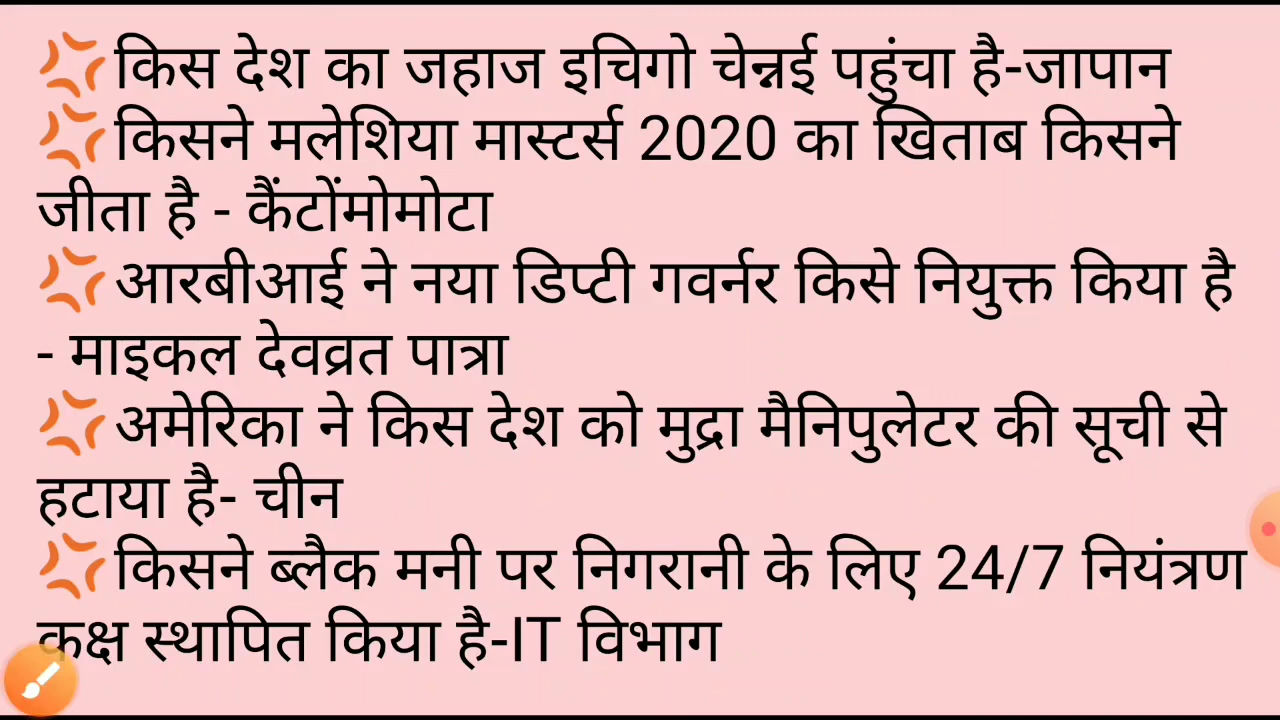 💢किस देश का जहाज इचिगो चेन्नई पहुंचा है-जापान
💢किसने मलेशिया मास्टर्स 2020 का खिताब किसने
जीता है - कैंटोंमोमोटा
💢आरबीआई ने नया डिप्टी गवर्नर किसे नियुक्त किया है
- माइकल देवव्रत पात्रा
💢अमेरिका ने किस देश को मुद्रा मैनिपुलेटर की सूची से
हटाया है- चीन
💢किसने ब्लैक मनी पर निगरानी के लिए 24/7 नियंत्रण
कक्ष स्थापित किया है-IT विभाग